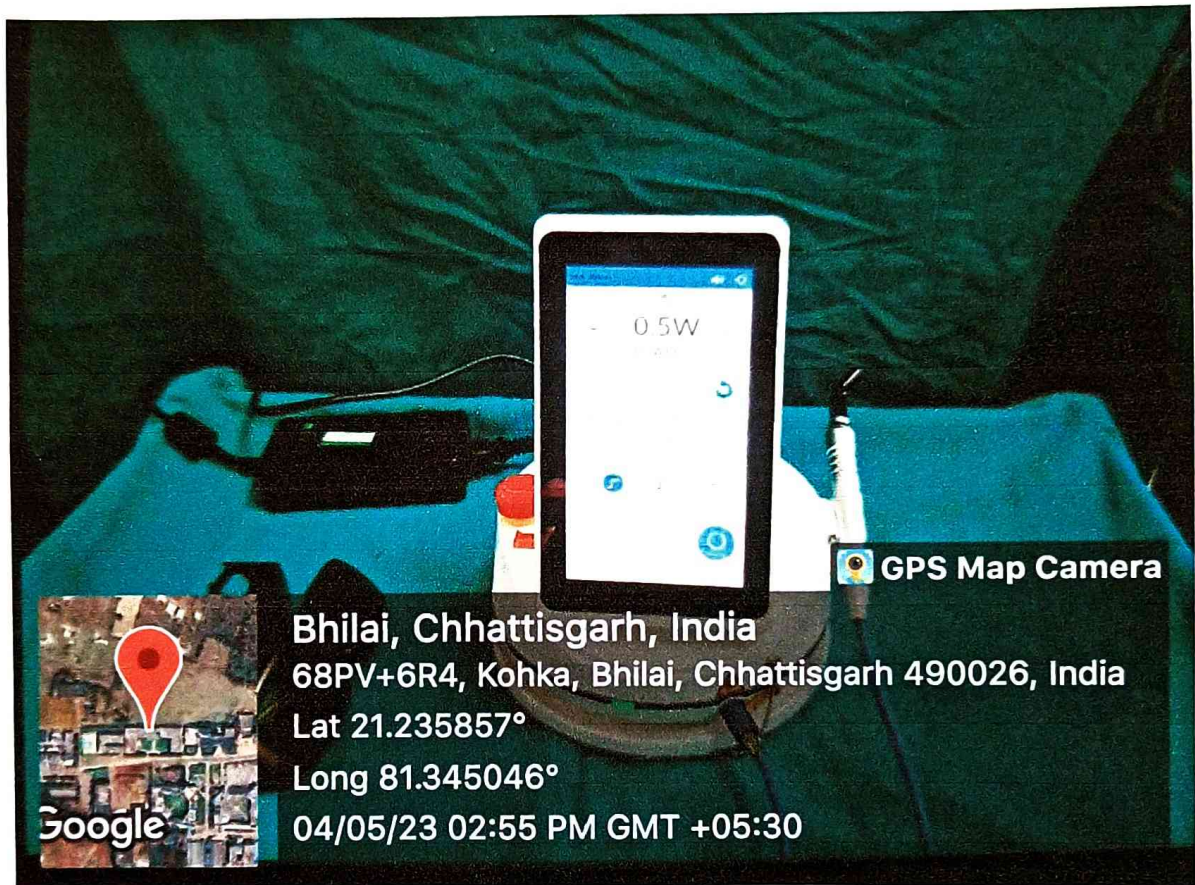 0.5W
GPS Map Camera
Bhilai, Chhattisgarh, India
68PV+6R4, Kohka, Bhilai, Chhattisgarh 490026, India
Lat 21.235857°
Long 81.345046°
04/05/23 02:55 PM GMT +05:30
Google